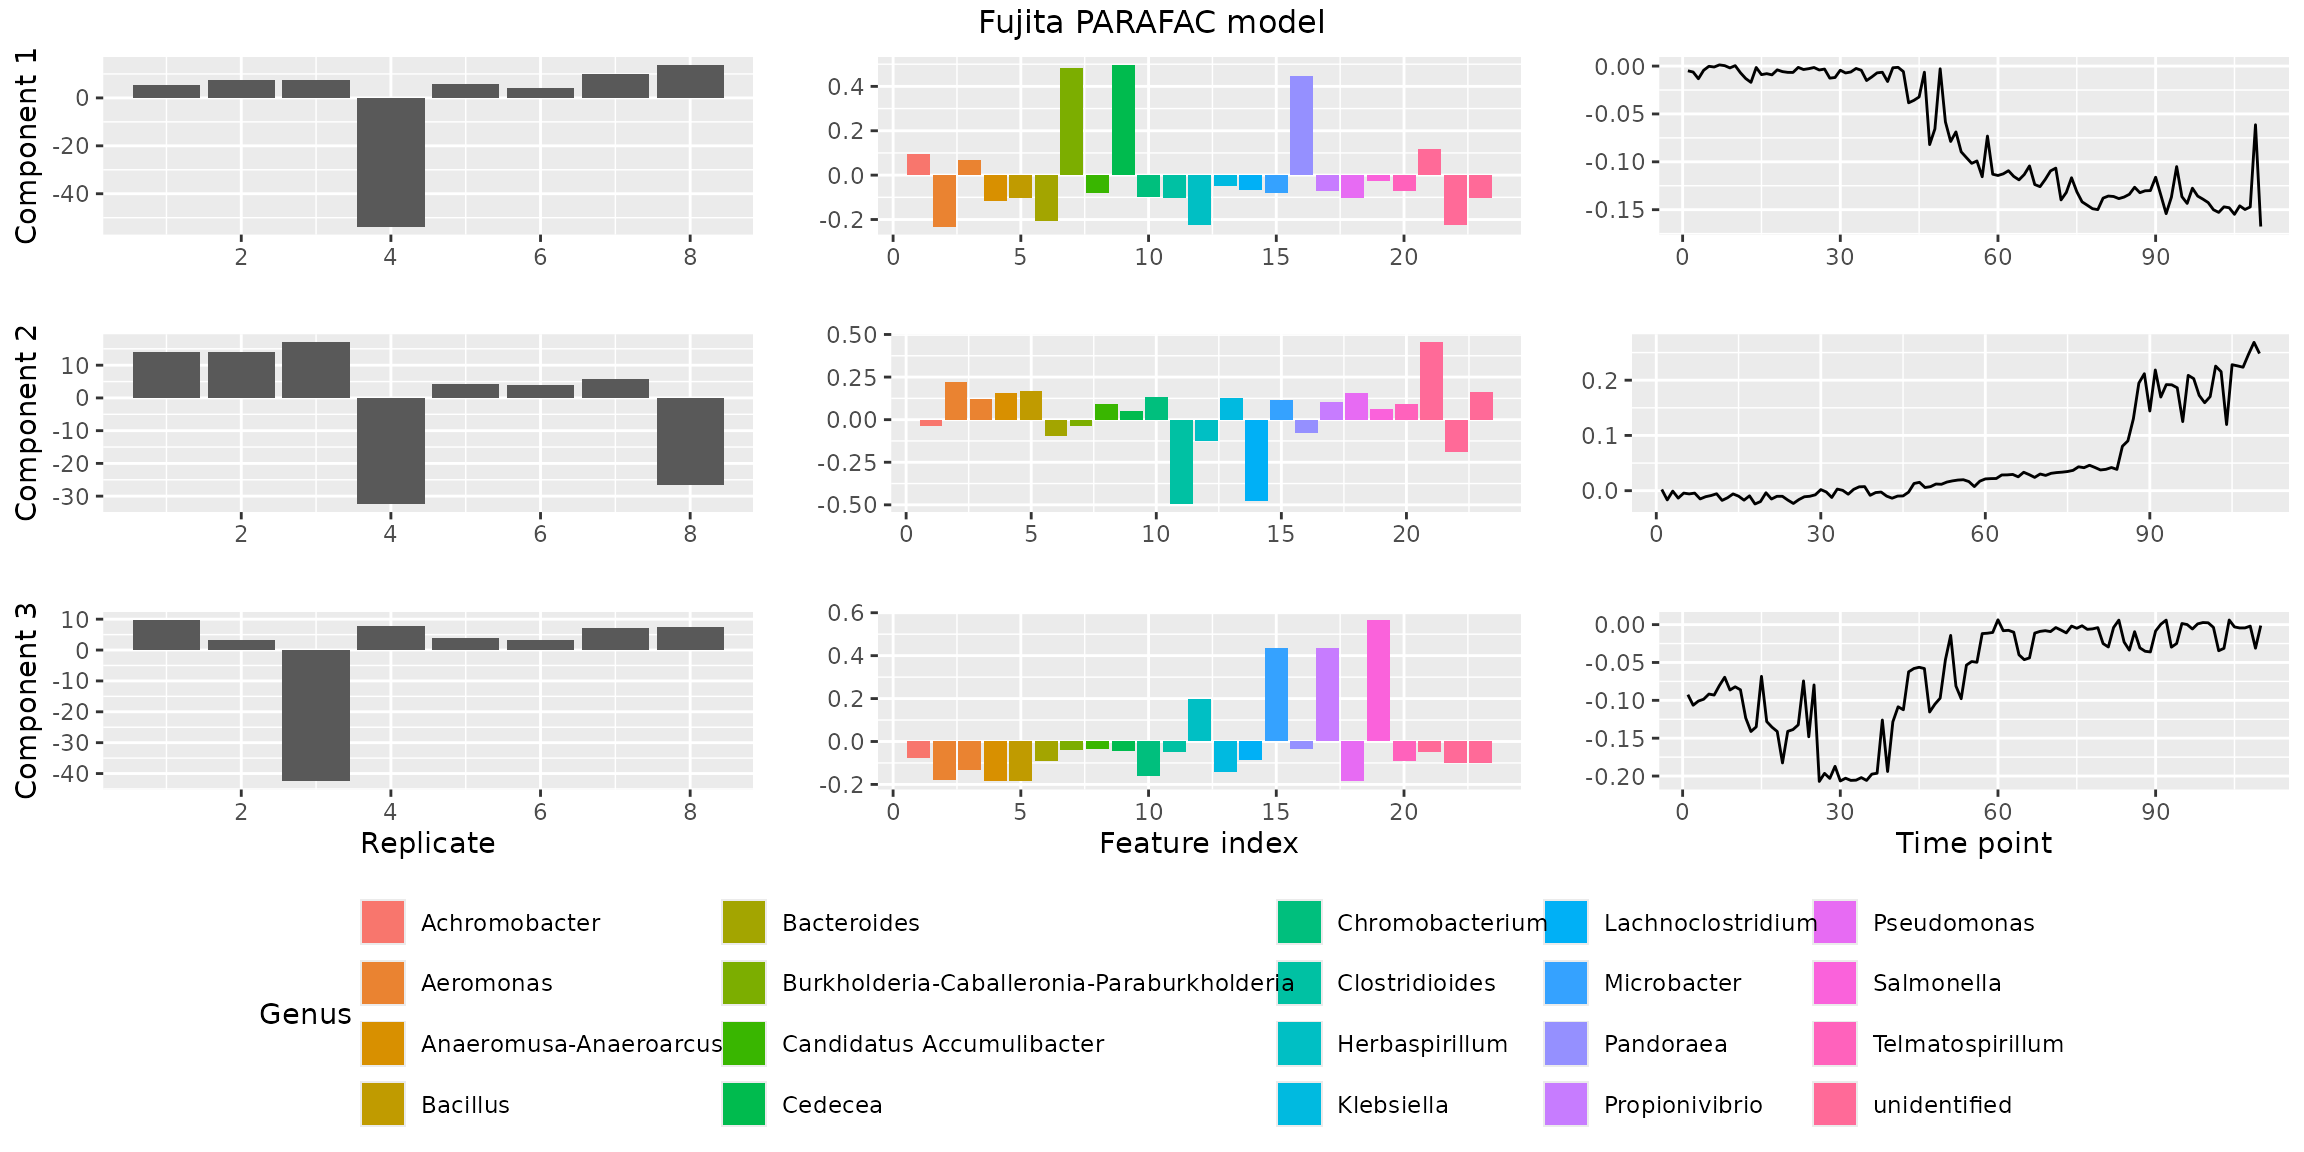 Fujita PARAFAC model
Component 1
0
-20
-40
2 4 6 8
0.4
0.2
0.0
-0.2
0 5 10 15 20
0.00
-0.05
-0.10
-0.15
0 30 60 90
Component 2
10
0
-10
-20
-30
2 4 6 8
0.50
0.25
0.00
-0.25
-0.50
0 5 10 15 20
0.2
0.1
0.0
0 30 60 90
Component 3
10
0
-10
-20
-30
-40
2 4 6 8
Replicate
0.6
0.4
0.2
0.0
-0.2
0 5 10 15 20
Feature index
0.00
-0.05
-0.10
-0.15
-0.20
0 30 60 90
Time point
Genus
Achromobacter
Aeromonas
Anaeromusa-Anaeroarcus
Bacillus
Bacteroides
Burkholderia-Caballeronia-Paraburkholderia
Candidatus Accumulibacter
Cedecea
Chromobacterium
Clostridioides
Herbaspirillum
Klebsiella
Lachnoclostridium
Microbacter
Pandoraea
Propionivibrio
Pseudomonas
Salmonella
Telmatospirillum
unidentified